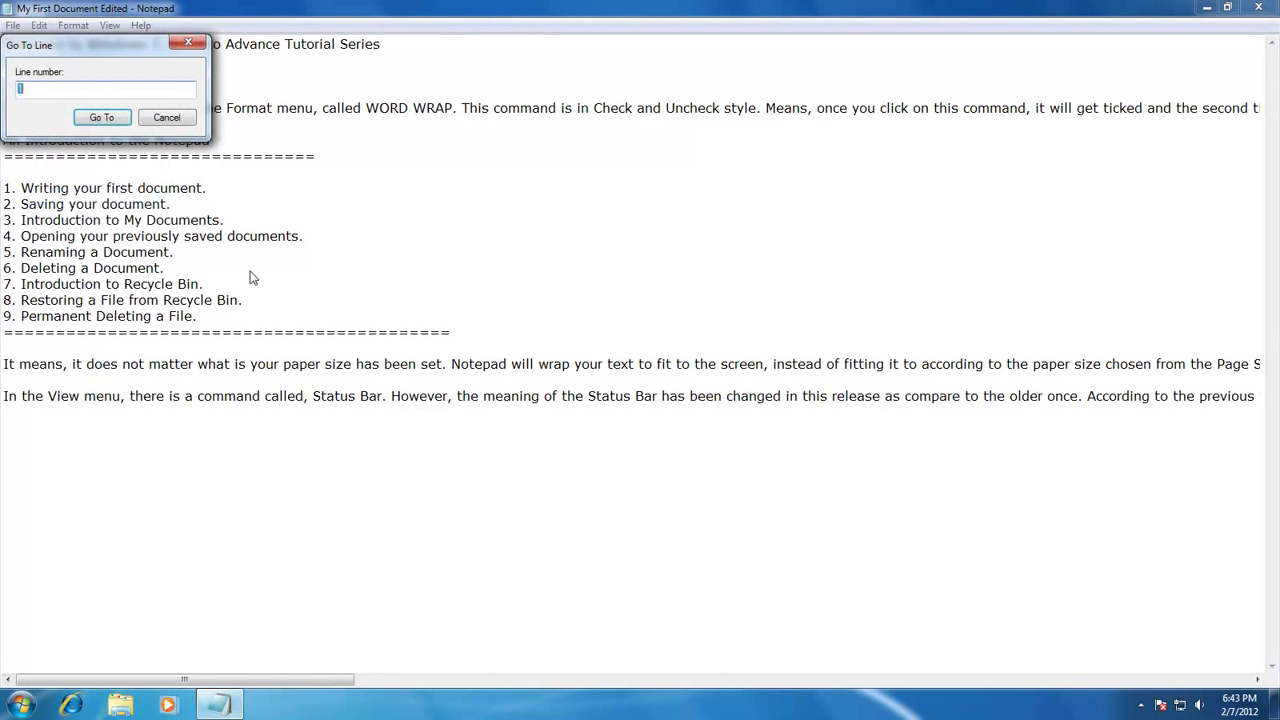 My First Document Edited - Notepad
File Edit Format View Help
Go To Line
Line number:
1
Go To Cancel
o Advance Tutorial Series
e Format menu, called WORD WRAP. This command is in Check and Uncheck style. Means, once you click on this command, it will get ticked and the second t
An Introduction to the Notepad
==============================
1. Writing your first document.
2. Saving your document.
3. Introduction to My Documents.
4. Opening your previously saved documents.
5. Renaming a Document.
6. Deleting a Document.
7. Introduction to Recycle Bin.
8. Restoring a File from Recycle Bin.
9. Permanent Deleting a File.
===========================================
It means, it does not matter what is your paper size has been set. Notepad will wrap your text to fit to the screen, instead of fitting it to according to the paper size chosen from the Page S
In the View menu, there is a command called, Status Bar. However, the meaning of the Status Bar has been changed in this release as compare to the older once. According to the previous
6:43 PM
2/7/2012